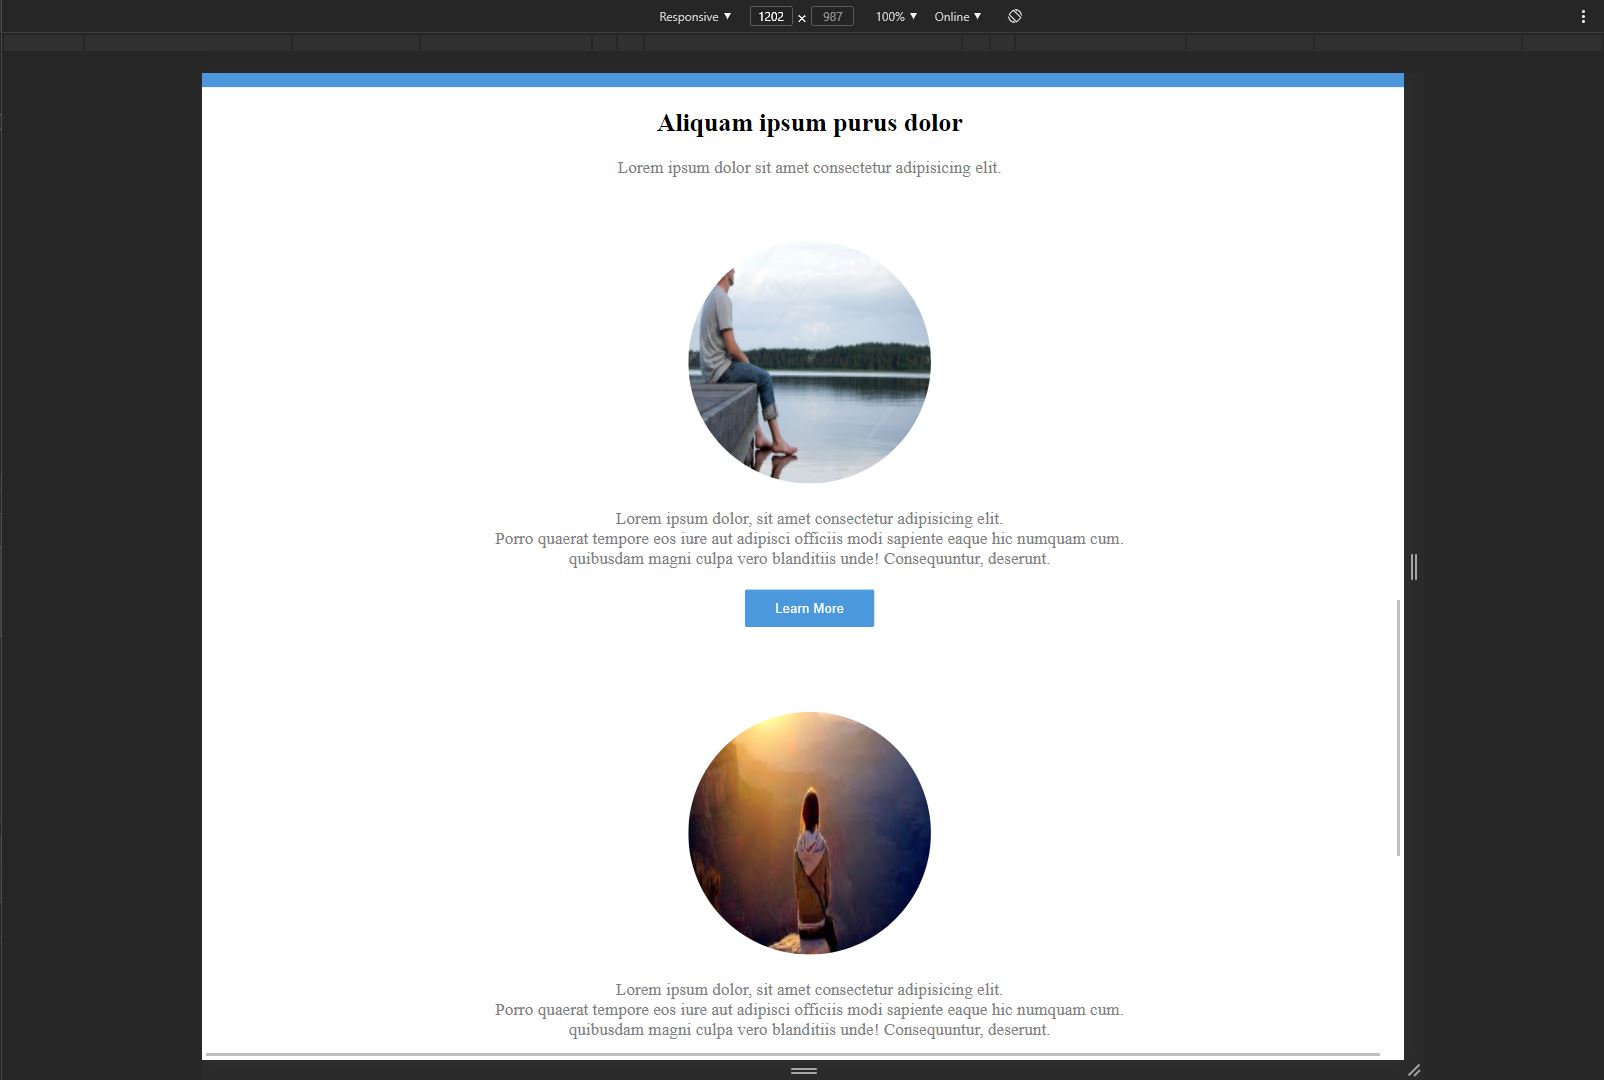 Responsive ▼ 1202 × 987 100% ▼ Online ▼
Aliquam ipsum purus dolor
Lorem ipsum dolor sit amet consectetur adipisicing elit.
Lorem ipsum dolor, sit amet consectetur adipisicing elit.
Porro quaerat tempore eos iure aut adipisci officiis modi sapiente eaque hic numquam cum.
quibusdam magni culpa vero blanditiis unde! Consequuntur, deserunt.
Learn More
Lorem ipsum dolor, sit amet consectetur adipisicing elit.
Porro quaerat tempore eos iure aut adipisci officiis modi sapiente eaque hic numquam cum.
quibusdam magni culpa vero blanditiis unde! Consequuntur, deserunt.